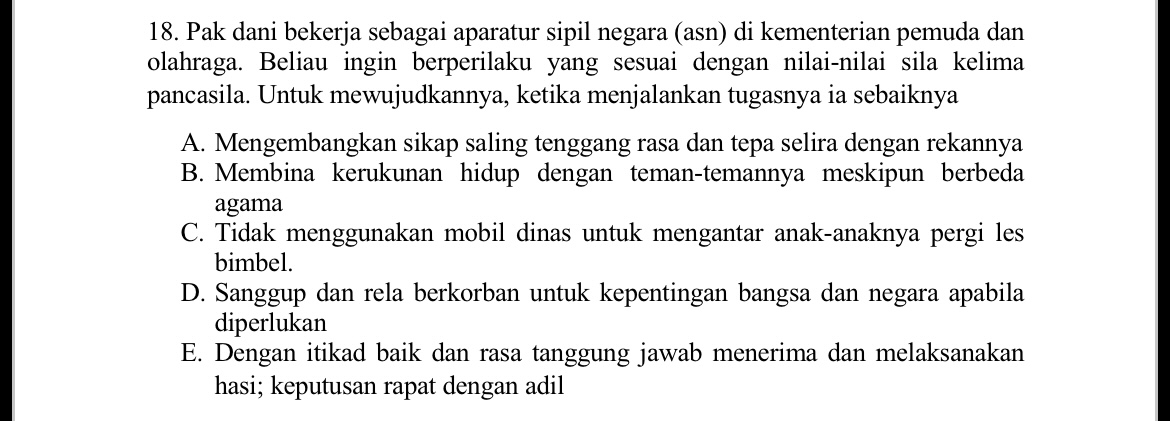 18. Pak dani bekerja sebagai aparatur sipil negara (asn) di kementerian pemuda dan
olahraga. Beliau ingin berperilaku yang sesuai dengan nilai-nilai sila kelima
pancasila. Untuk mewujudkannya, ketika menjalankan tugasnya ia sebaiknya
A. Mengembangkan sikap saling tenggang rasa dan tepa selira dengan rekannya
B. Membina kerukunan hidup dengan teman-temannya meskipun berbeda
agama
C. Tidak menggunakan mobil dinas untuk mengantar anak-anaknya pergi les
bimbel.
D. Sanggup dan rela berkorban untuk kepentingan bangsa dan negara apabila
diperlukan
E. Dengan itikad baik dan rasa tanggung jawab menerima dan melaksanakan
hasi; keputusan rapat dengan adil